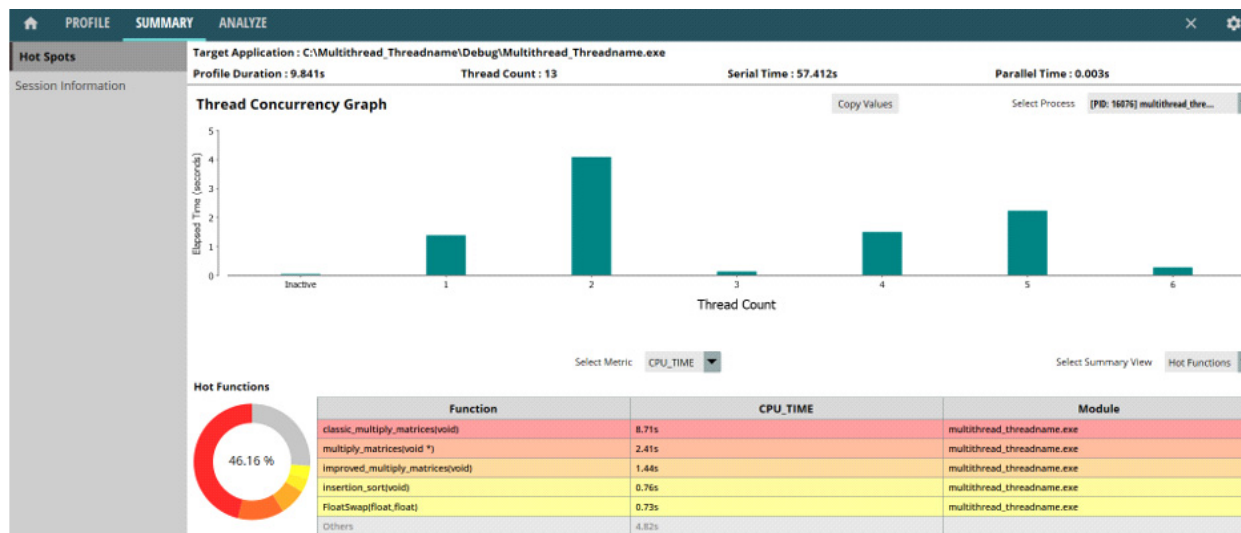 PROFILE SUMMARY ANALYZE
Hot Spots
Session Information
Target Application : C:\Multithread_Threadname\Debug\Multithread_Threadname.exe
Profile Duration : 9.841s Thread Count : 13 Serial Time : 57.412s Parallel Time : 0.003s
Thread Concurrency Graph
Copy Values
Select Process [PID: 16076] multithread_thre...
Elapsed Time (seconds)
5
4
3
2
1
0
Inactive 1 2 3 4 5 6
Thread Count
Select Metric CPU_TIME
Select Summary View Hot Functions
Hot Functions
46.16 %
Function CPU_TIME Module
classic_multiply_matrices(void) 8.71s multithread_threadname.exe
multiply_matrices(void *) 2.41s multithread_threadname.exe
improved_multiply_matrices(void) 1.44s multithread_threadname.exe
insertion_sort(void) 0.76s multithread_threadname.exe
FloatSwap(float,float) 0.73s multithread_threadname.exe
Others 4.82s